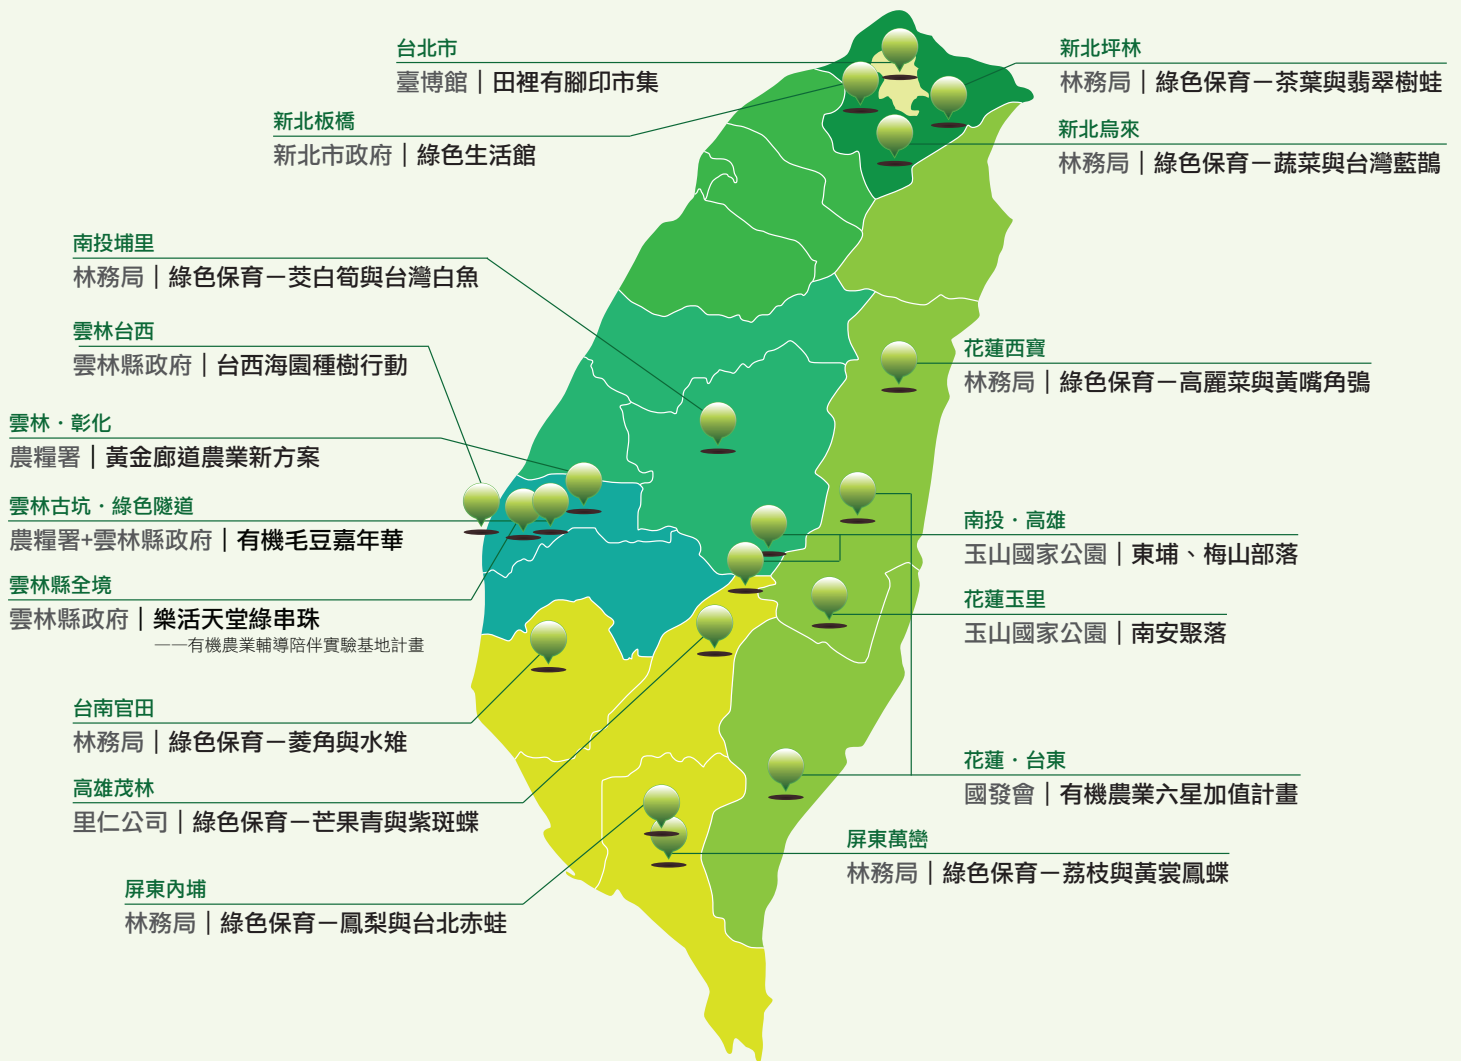 台北市
臺博館｜田裡有腳印市集
新北板橋
新北市政府｜綠色生活館
南投埔里
林務局｜綠色保育－茭白筍與台灣白魚
雲林台西
雲林縣政府｜台西海園種樹行動
雲林．彰化
農糧署｜黃金廊道農業新方案
雲林古坑．綠色隧道
農糧署+雲林縣政府｜有機毛豆嘉年華
雲林縣全境
雲林縣政府｜樂活天堂綠串珠
——有機農業輔導陪伴實驗基地計畫
台南官田
林務局｜綠色保育－菱角與水雉
高雄茂林
里仁公司｜綠色保育－芒果青與紫斑蝶
屏東內埔
林務局｜綠色保育－鳳梨與台北赤蛙
新北坪林
林務局｜綠色保育－茶葉與翡翠樹蛙
新北烏來
林務局｜綠色保育－蔬菜與台灣藍鵲
花蓮西寶
林務局｜綠色保育－高麗菜與黃嘴角鴞
南投．高雄
玉山國家公園｜東埔、梅山部落
花蓮玉里
玉山國家公園｜南安聚落
花蓮．台東
國發會｜有機農業六星加值計畫
屏東萬巒
林務局｜綠色保育－荔枝與黃裳鳳蝶